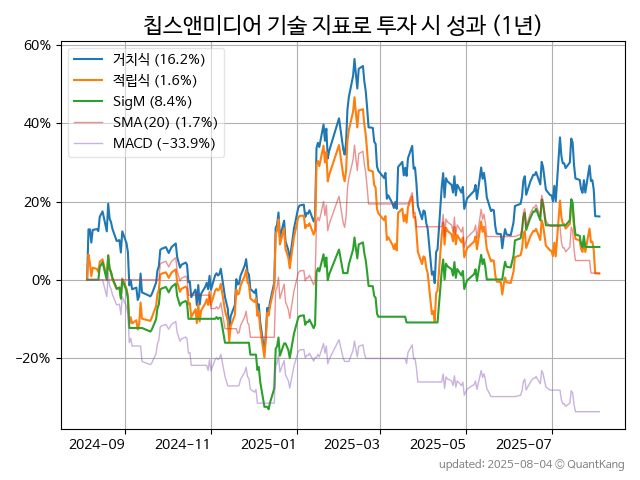 칩스앤미디어 기술 지표로 투자 시 성과 (1년)
60%
40%
20%
0%
−20%
거치식 (16.2%)
적립식 (1.6%)
SigM (8.4%)
SMA(20) (1.7%)
MACD (−33.9%)
2024-09
2024-11
2025-01
2025-03
2025-05
2025-07
updated: 2025-08-04 © QuantKang